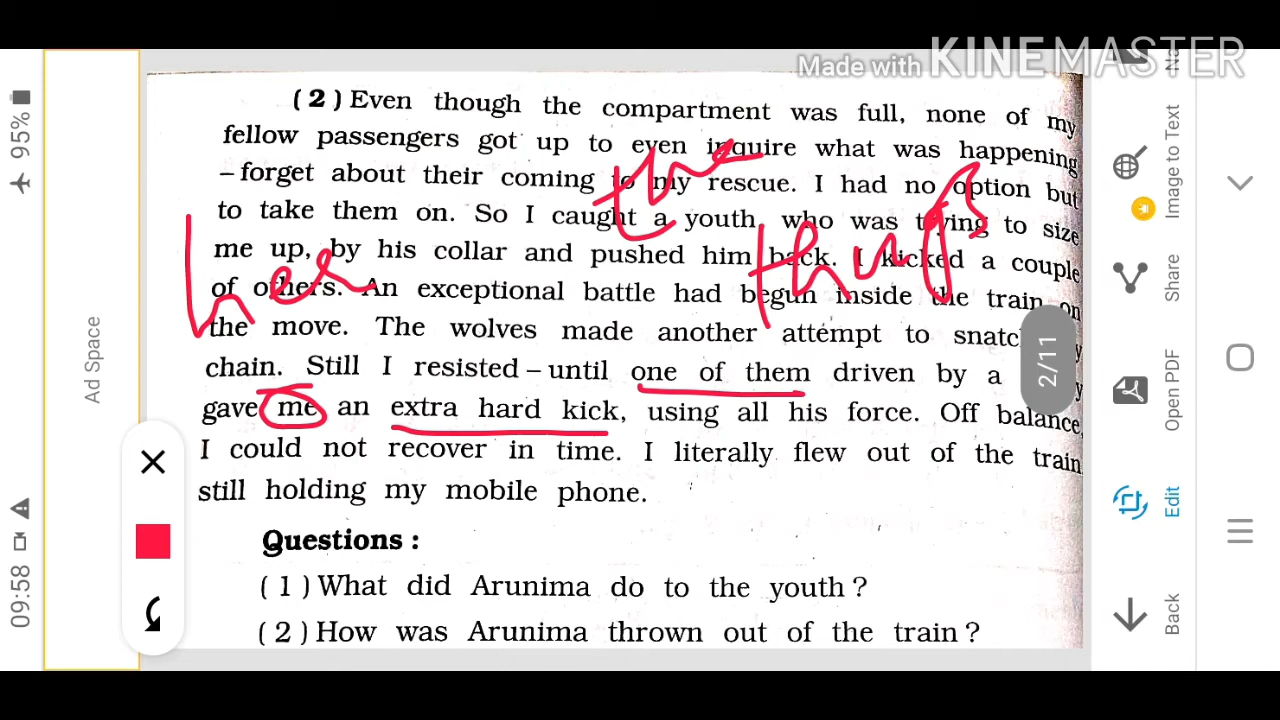 Made with KINEMASTER
( 2 ) Even though the compartment was full, none of my
fellow passengers got up to even inquire what was happening
– forget about their coming to my rescue. I had no option but
to take them on. So I caught a youth, who was trying to size
me up, by his collar and pushed him back. I kicked a couple
of others. An exceptional battle had begun inside the train on
the move. The wolves made another attempt to snatc
chain. Still I resisted – until one of them driven by a
gave me an extra hard kick, using all his force. Off balance,
I could not recover in time. I literally flew out of the train
still holding my mobile phone.
Questions :
( 1 ) What did Arunima do to the youth ?
( 2 ) How was Arunima thrown out of the train ?
the
thugs
her
2/11
95%
09:58
Ad Space
Image to Text
Share
Open PDF
Edit
Back